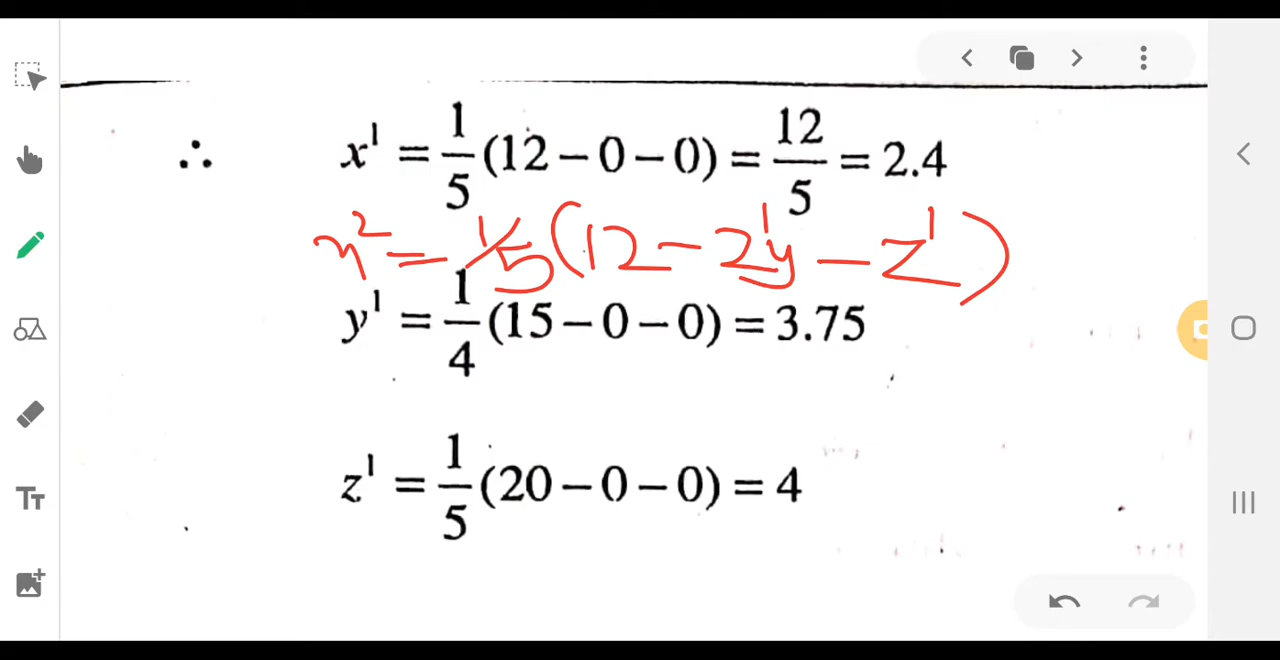 ∴ x¹ = 1/5 (12 – 0 – 0) = 12/5 = 2.4
x² = 1/5 (12 – 2y¹ – z¹)
y¹ = 1/4 (15 – 0 – 0) = 3.75
z¹ = 1/5 (20 – 0 – 0) = 4
Tт